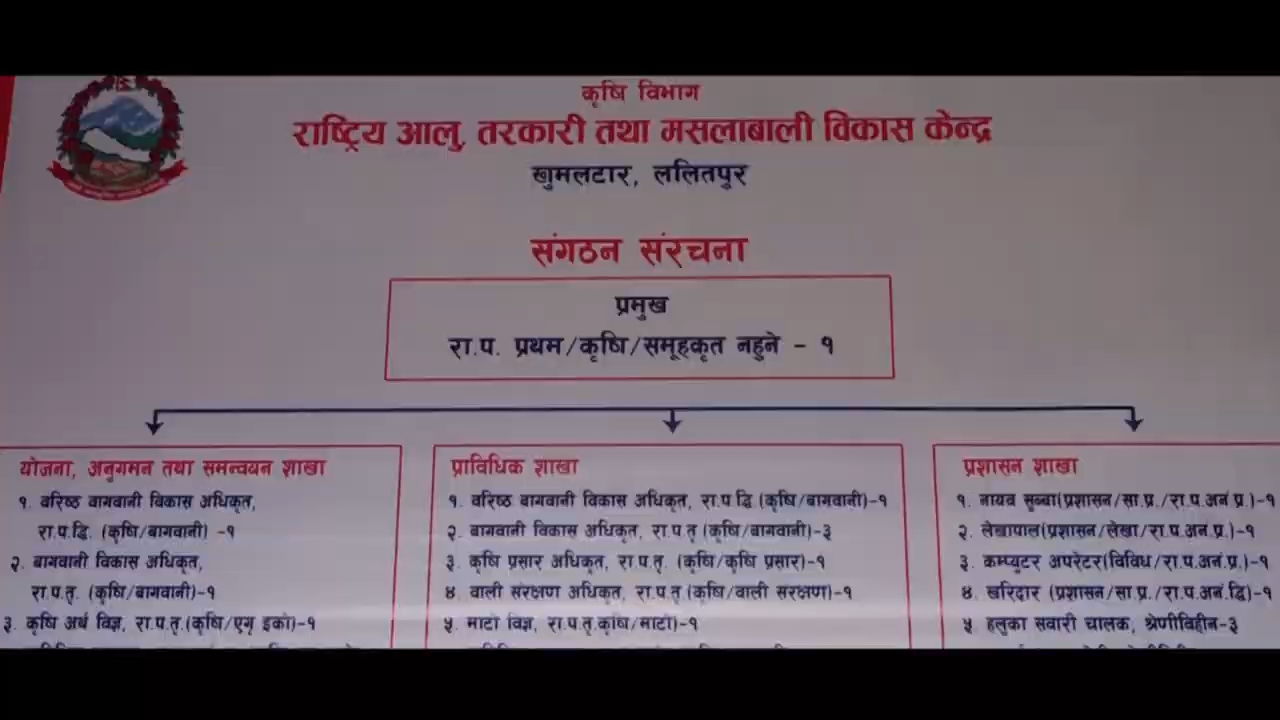 कृषि विभाग
राष्ट्रिय आलु, तरकारी तथा मसलाबाली विकास केन्द्र
खुमलटार, ललितपुर
संगठन संरचना
प्रमुख
रा.प. प्रथम/कृषि/समूहकृत नहुने - १
योजना, अनुगमन तथा समन्वयन शाखा
१. वरिष्ठ बागवानी विकास अधिकृत,
रा.प.द्वि. (कृषि/बागवानी) -१
२. बागवानी विकास अधिकृत,
रा.प.तृ. (कृषि/बागवानी)-१
३. कृषि अर्थ विज्ञ, रा.प.तृ.(कृषि/एग्र इको)-१
प्राविधिक शाखा
१. वरिष्ठ बागवानी विकास अधिकृत, रा.प द्वि (कृषि/बागवानी)-१
२. बागवानी विकास अधिकृत, रा.प.तृ (कृषि/बागवानी)-३
३. कृषि प्रसार अधिकृत, रा.प.तृ. (कृषि/कृषि प्रसार)-१
४. वाली संरक्षण अधिकृत, रा.प.तृ (कृषि/वाली संरक्षण)-१
५. माटो विज्ञ, रा.प.तृ.कृषि/माटो)-१
प्रशासन शाखा
१. नायव सुब्बा(प्रशासन/सा.प्र./रा.प.अनं प्र.)-१
२. लेखापाल(प्रशासन/लेखा/रा.प.अनं.प्र.)-१
३. कम्प्युटर अपरेटर(विविध/रा.प.अनं.प्र.)-१
४. खरिदार (प्रशासन/सा.प्र./रा.प.अनं.द्वि)-१
५. हलुका सवारी चालक, श्रेणीविहीन-३